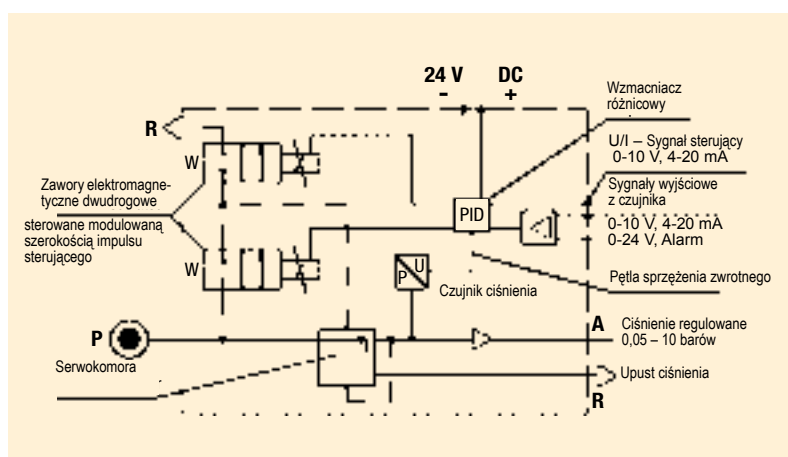 24 V DC
- +
Wzmacniacz
różnicowy
R
W
U/I – Sygnał sterujący
0-10 V, 4-20 mA
Zawory elektromagne-
tyczne dwudrogowe
sterowane modulowaną
szerokością impulsu
sterującego
Sygnały wyjściowe
z czujnika
PID
0-10 V, 4-20 mA
0-24 V, Alarm
W
P U
Czujnik ciśnienia
Pętla sprzężenia zwrotnego
P
A
Ciśnienie regulowane
0,05 – 10 barów
Serwokomora
Upust ciśnienia
R